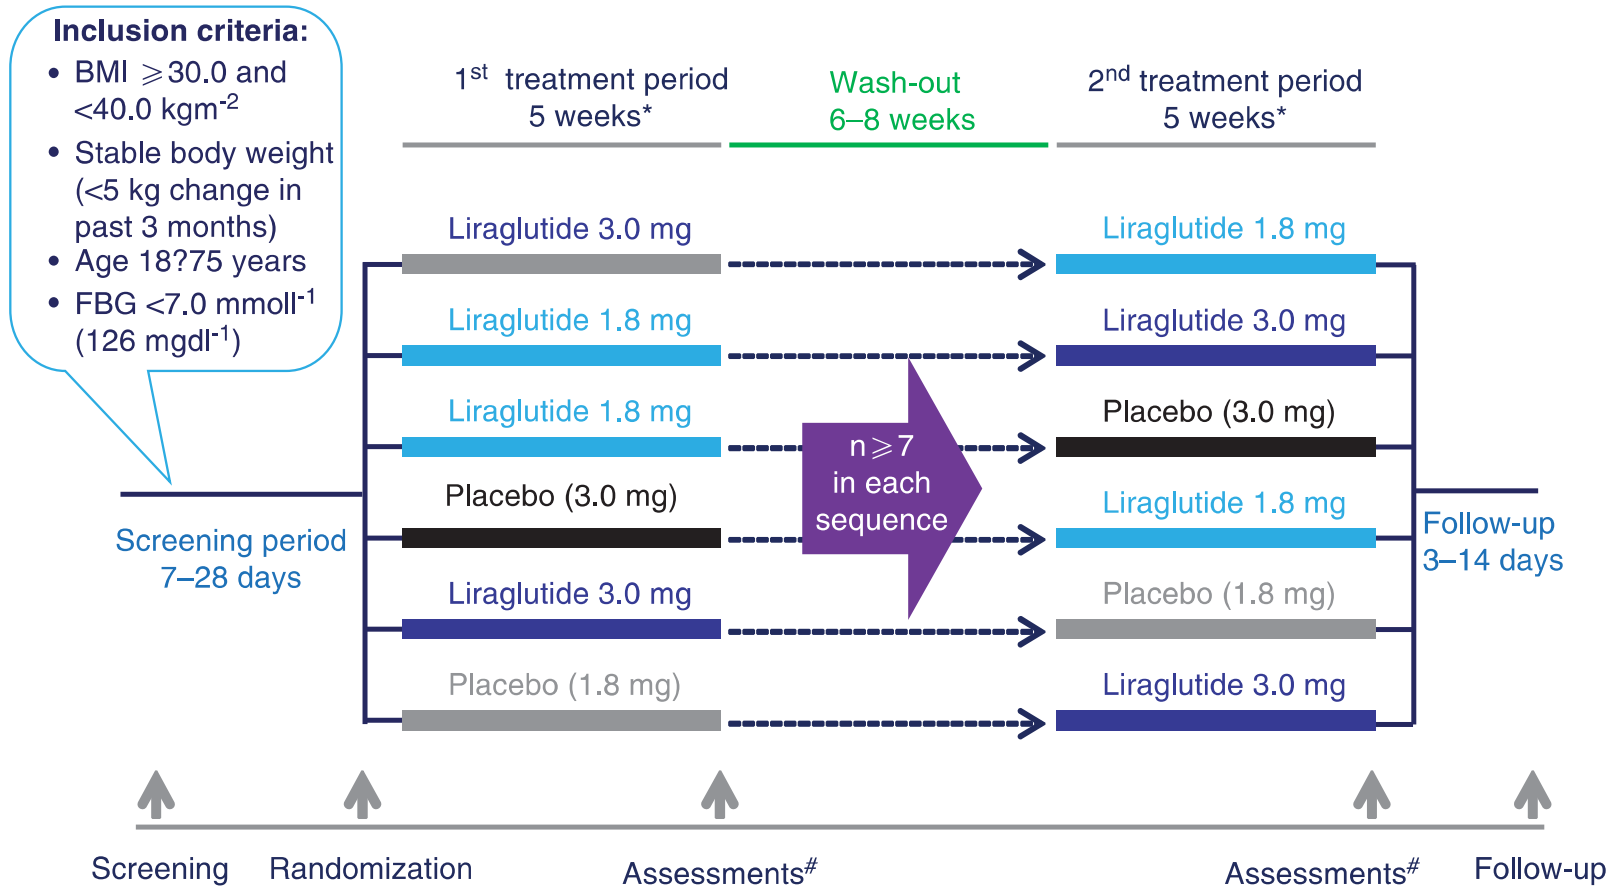 Inclusion criteria:
• BMI ⩾30.0 and
<40.0 kgm⁻²
• Stable body weight
(<5 kg change in
past 3 months)
• Age 18?75 years
• FBG <7.0 mmoll⁻¹
(126 mgdl⁻¹)
1ˢᵗ treatment period
5 weeks*
Wash-out
6–8 weeks
2ⁿᵈ treatment period
5 weeks*
Liraglutide 3.0 mg
Liraglutide 1.8 mg
Liraglutide 1.8 mg
Liraglutide 3.0 mg
Liraglutide 1.8 mg
Placebo (3.0 mg)
Placebo (3.0 mg)
Liraglutide 1.8 mg
Liraglutide 3.0 mg
Placebo (1.8 mg)
Placebo (1.8 mg)
Liraglutide 3.0 mg
n⩾7
in each
sequence
Screening period
7–28 days
Follow-up
3–14 days
Screening
Randomization
Assessments#
Assessments#
Follow-up